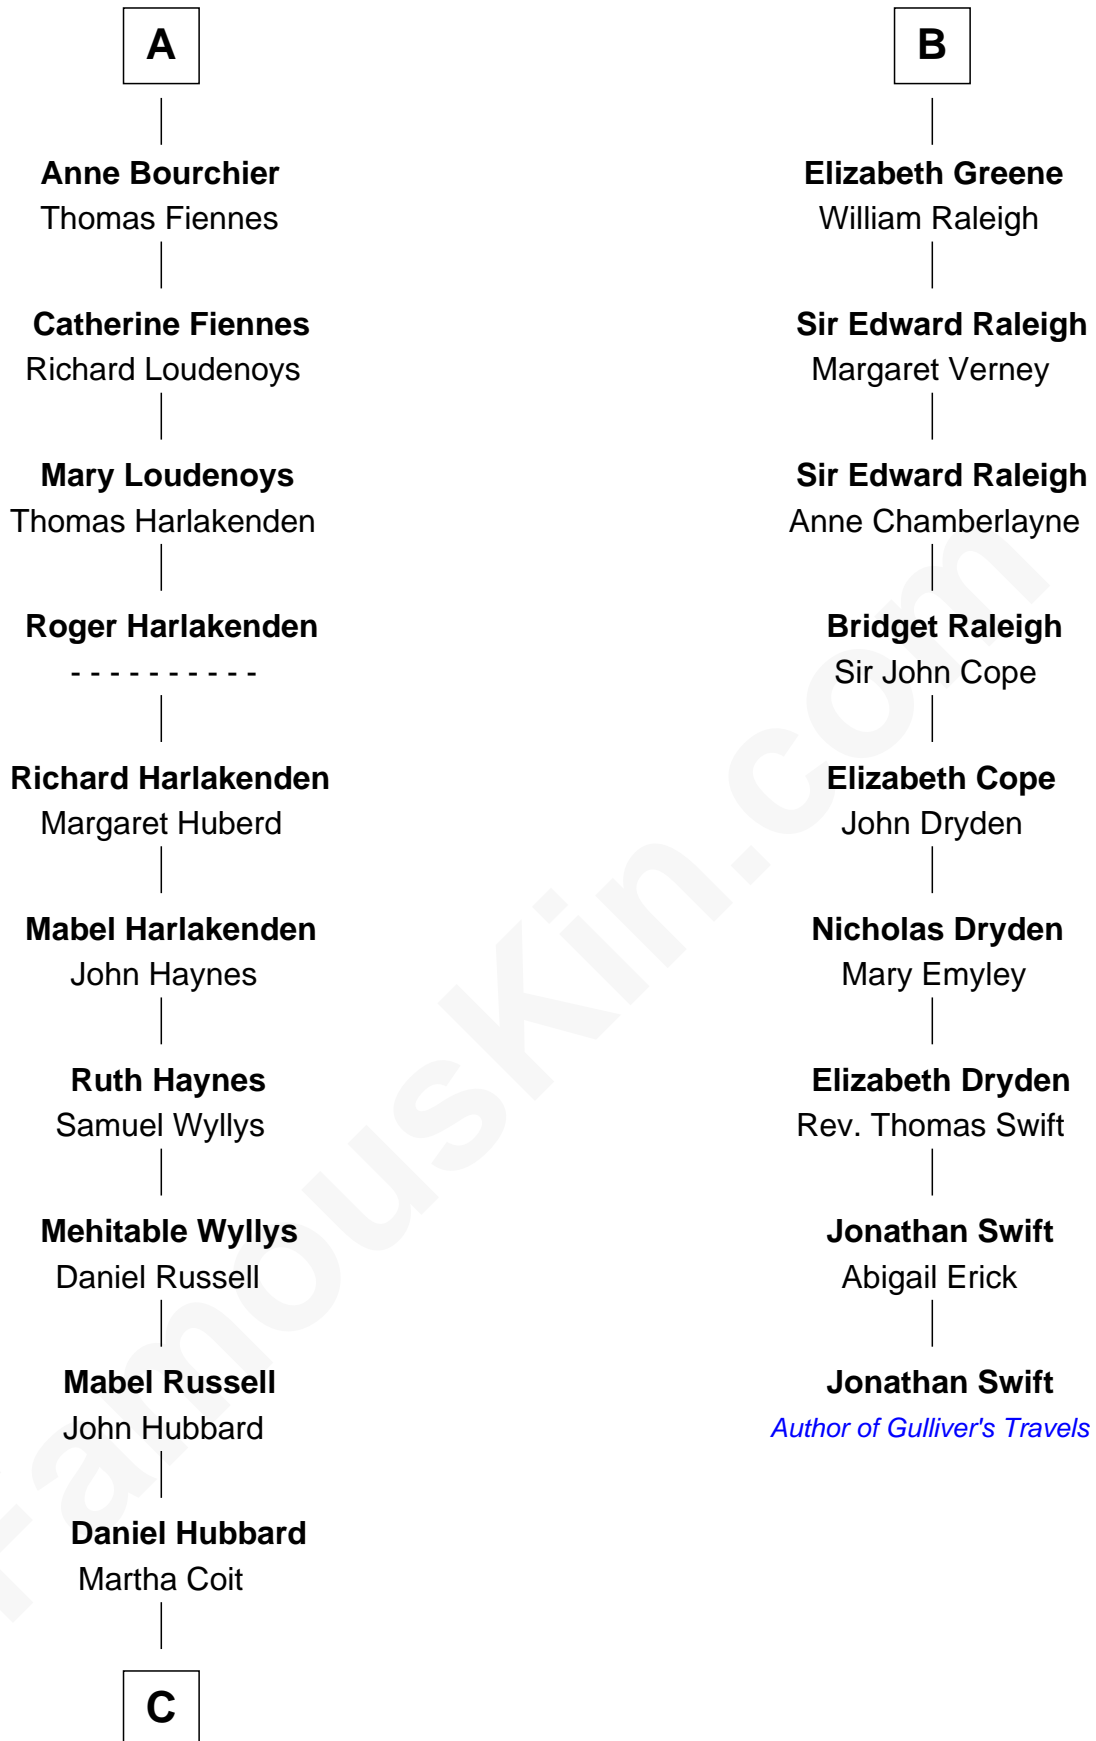 A
Anne Bourchier
Thomas Fiennes
Catherine Fiennes
Richard Loudenoys
Mary Loudenoys
Thomas Harlakenden
Roger Harlakenden
- - - - - - - - - -
Richard Harlakenden
Margaret Huberd
Mabel Harlakenden
John Haynes
Ruth Haynes
Samuel Wyllys
Mehitable Wyllys
Daniel Russell
Mabel Russell
John Hubbard
Daniel Hubbard
Martha Coit
C
B
Elizabeth Greene
William Raleigh
Sir Edward Raleigh
Margaret Verney
Sir Edward Raleigh
Anne Chamberlayne
Bridget Raleigh
Sir John Cope
Elizabeth Cope
John Dryden
Nicholas Dryden
Mary Emyley
Elizabeth Dryden
Rev. Thomas Swift
Jonathan Swift
Abigail Erick
Jonathan Swift
Author of Gulliver's Travels
FamousKin.com